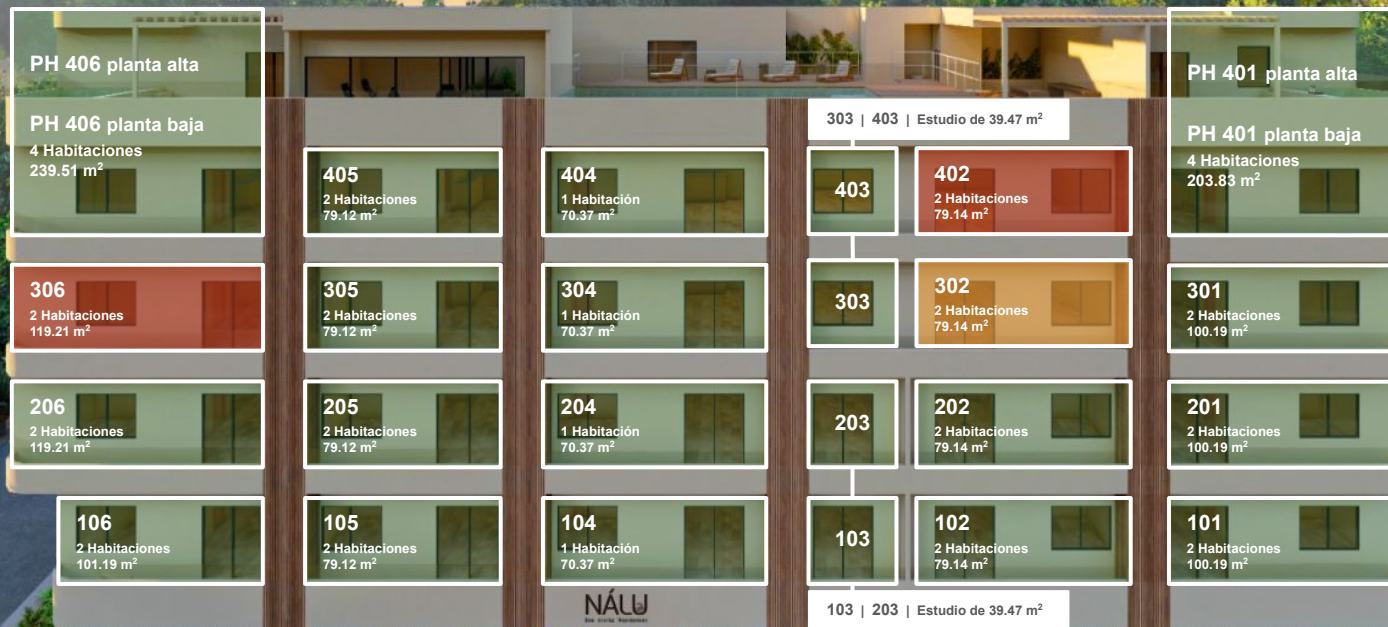 PH 406 planta alta
PH 406 planta baja
4 Habitaciones
239.51 m²
303 | 403 | Estudio de 39.47 m²
PH 401 planta alta
PH 401 planta baja
4 Habitaciones
203.83 m²
405
2 Habitaciones
79.12 m²
404
1 Habitación
70.37 m²
403
402
2 Habitaciones
79.14 m²
306
2 Habitaciones
119.21 m²
305
2 Habitaciones
79.12 m²
304
1 Habitación
70.37 m²
303
302
2 Habitaciones
79.14 m²
301
2 Habitaciones
100.19 m²
206
2 Habitaciones
119.21 m²
205
2 Habitaciones
79.12 m²
204
1 Habitación
70.37 m²
203
202
2 Habitaciones
79.14 m²
201
2 Habitaciones
100.19 m²
106
2 Habitaciones
101.19 m²
105
2 Habitaciones
79.12 m²
104
1 Habitación
70.37 m²
103
102
2 Habitaciones
79.14 m²
101
2 Habitaciones
100.19 m²
NÁLU
103 | 203 | Estudio de 39.47 m²